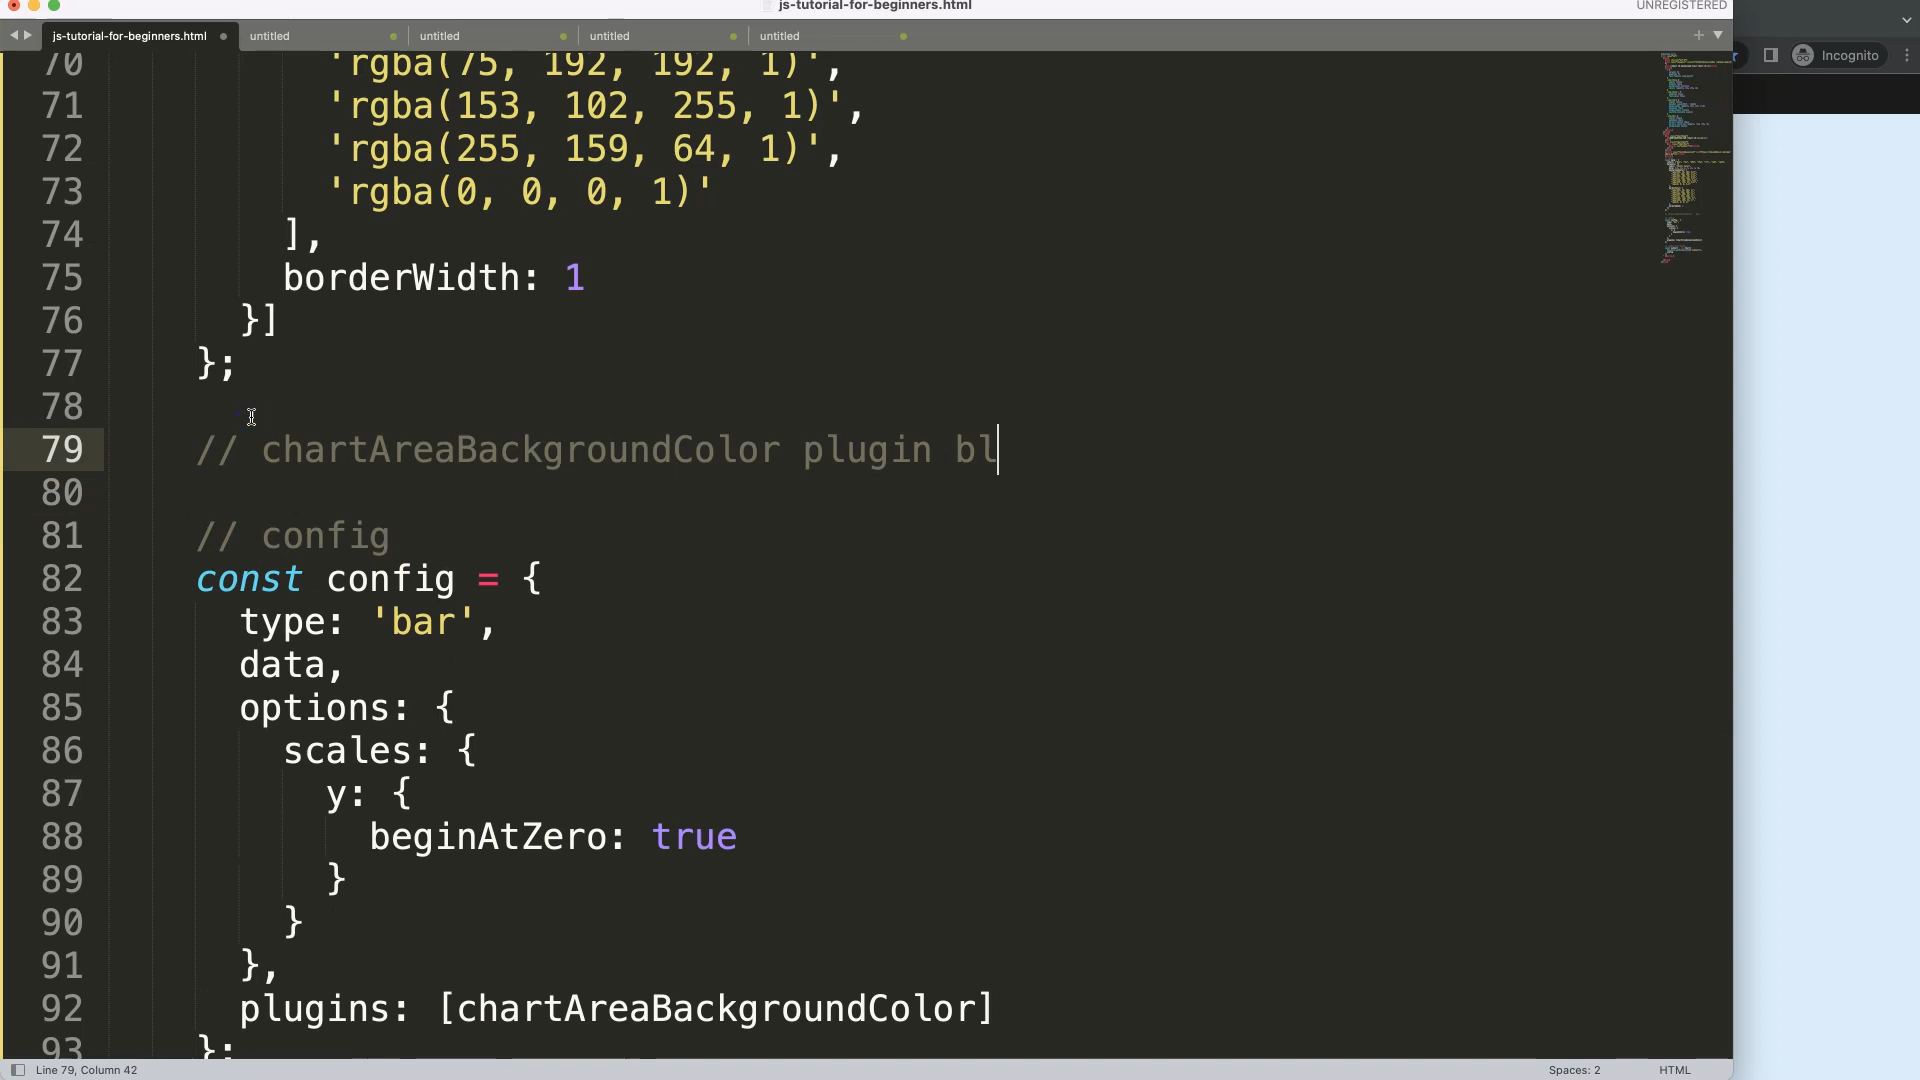 js-tutorial-for-beginners.html
UNREGISTERED
js-tutorial-for-beginners.html untitled untitled untitled untitled
Incognito
70 'rgba(75, 192, 192, 1)',
71 'rgba(153, 102, 255, 1)',
72 'rgba(255, 159, 64, 1)',
73 'rgba(0, 0, 0, 1)'
74 ],
75 borderWidth: 1
76 }]
77 };
78
79 // chartAreaBackgroundColor plugin bl
80
81 // config
82 const config = {
83 type: 'bar',
84 data,
85 options: {
86 scales: {
87 y: {
88 beginAtZero: true
89 }
90 }
91 },
92 plugins: [chartAreaBackgroundColor]
93 };
Line 79, Column 42
Spaces: 2
HTML